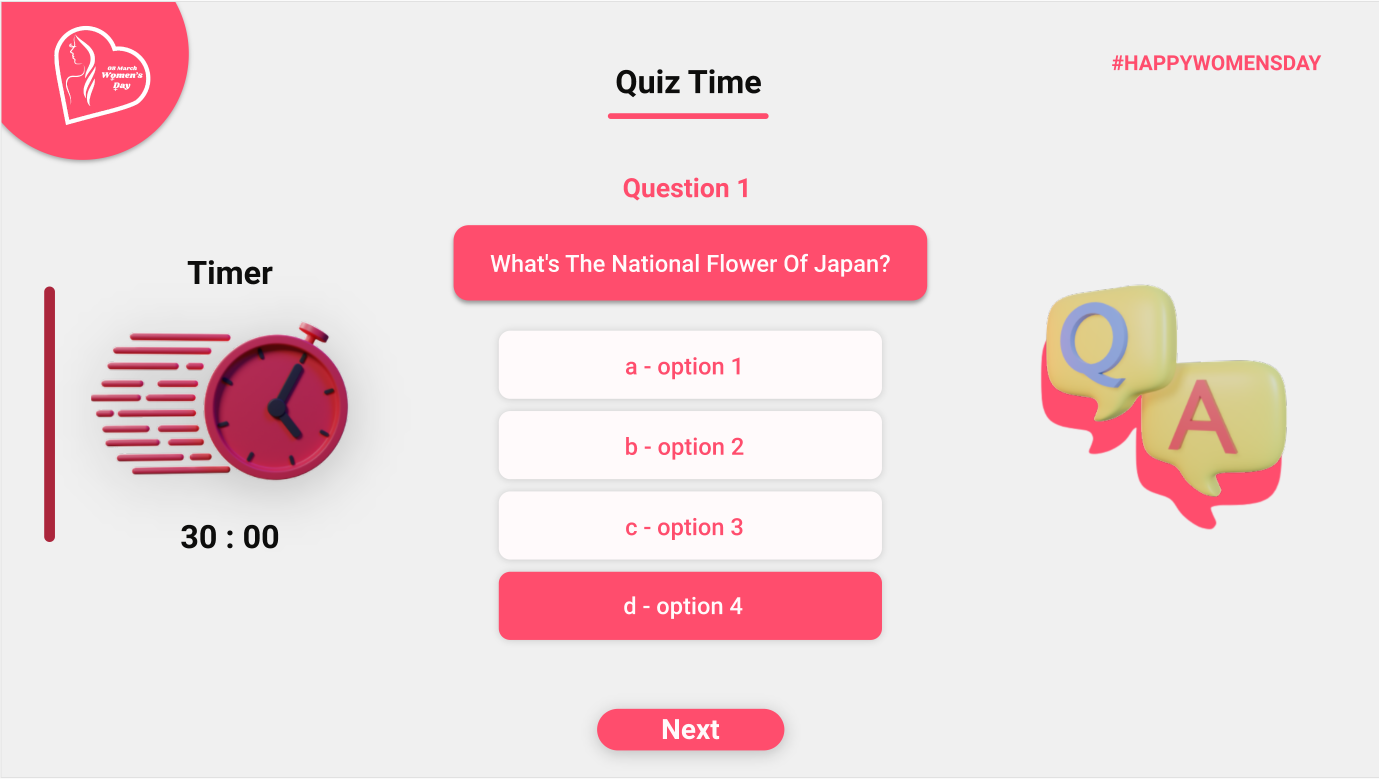 08 March
Women's
Day
#HAPPYWOMENSDAY
Quiz Time
Question 1
What's The National Flower Of Japan?
Timer
a - option 1
b - option 2
c - option 3
d - option 4
Q
A
30 : 00
Next